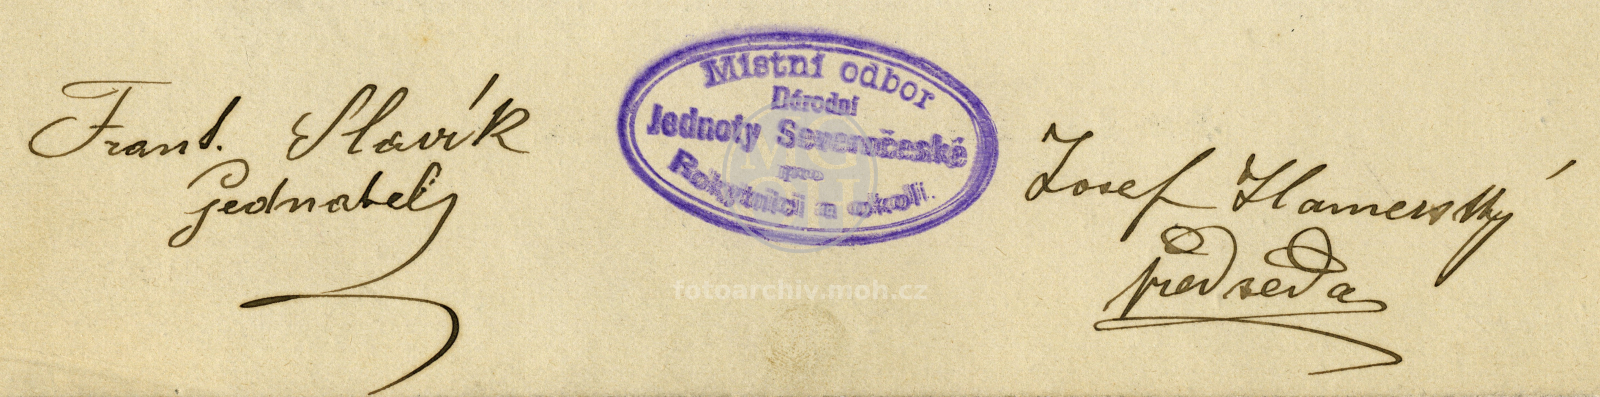 Frant. Slavík
jednatel
Místní odbor
Národní
Jednoty Severočeské
pro
Rokytnici a okolí.
Josef Hamerský
předseda
fotoarchiv.moh.cz